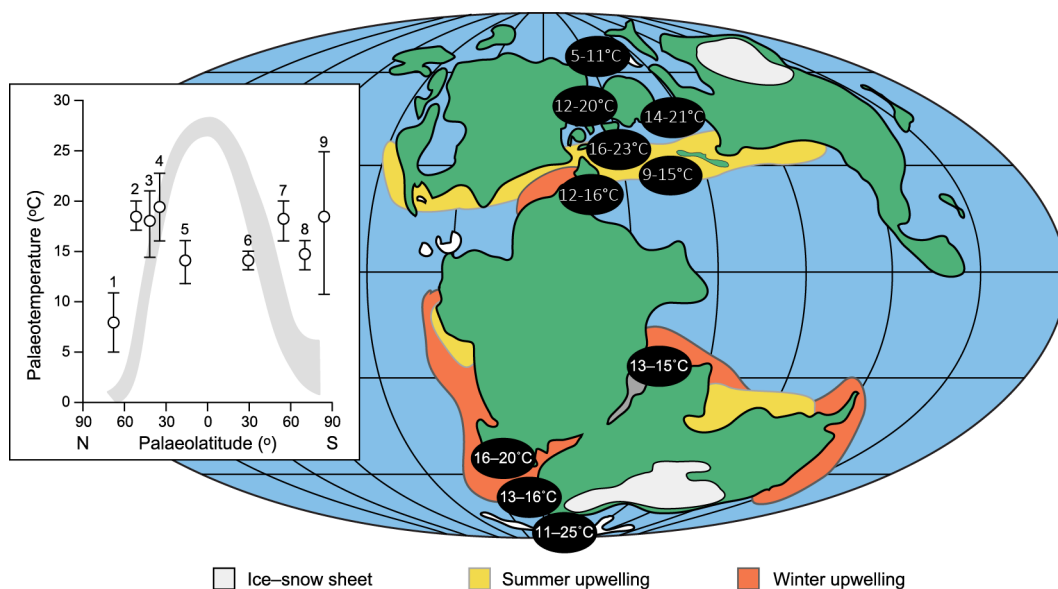 30
25
20
15
10
5
0
Palaeotemperature (°C)
1
2
3
4
5
6
7
8
9
90
60
30
0
30
60
90
N
Palaeolatitude (°)
S
5-11°C
12-20°C
14-21°C
16-23°C
9-15°C
12-16°C
13–15°C
16–20°C
13–16°C
11–25°C
Ice–snow sheet
Summer upwelling
Winter upwelling